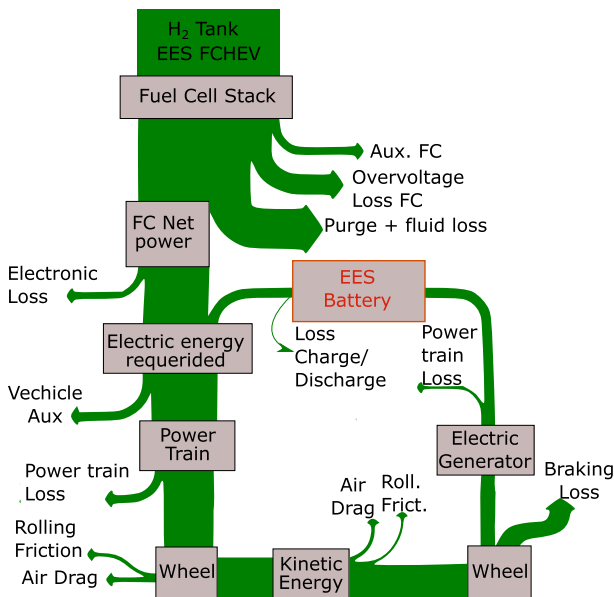 H₂ Tank
EES FCHEV
Fuel Cell Stack
Aux. FC
Overvoltage
Loss FC
Purge + fluid loss
FC Net
power
Electronic
Loss
EES
Battery
Electric energy
requerided
Loss
Charge/
Discharge
Power
train
Loss
Vechicle
Aux
Power
Train
Electric
Generator
Power train
Loss
Air
Drag
Roll.
Frict.
Braking
Loss
Rolling
Friction
Air Drag
Wheel
Kinetic
Energy
Wheel